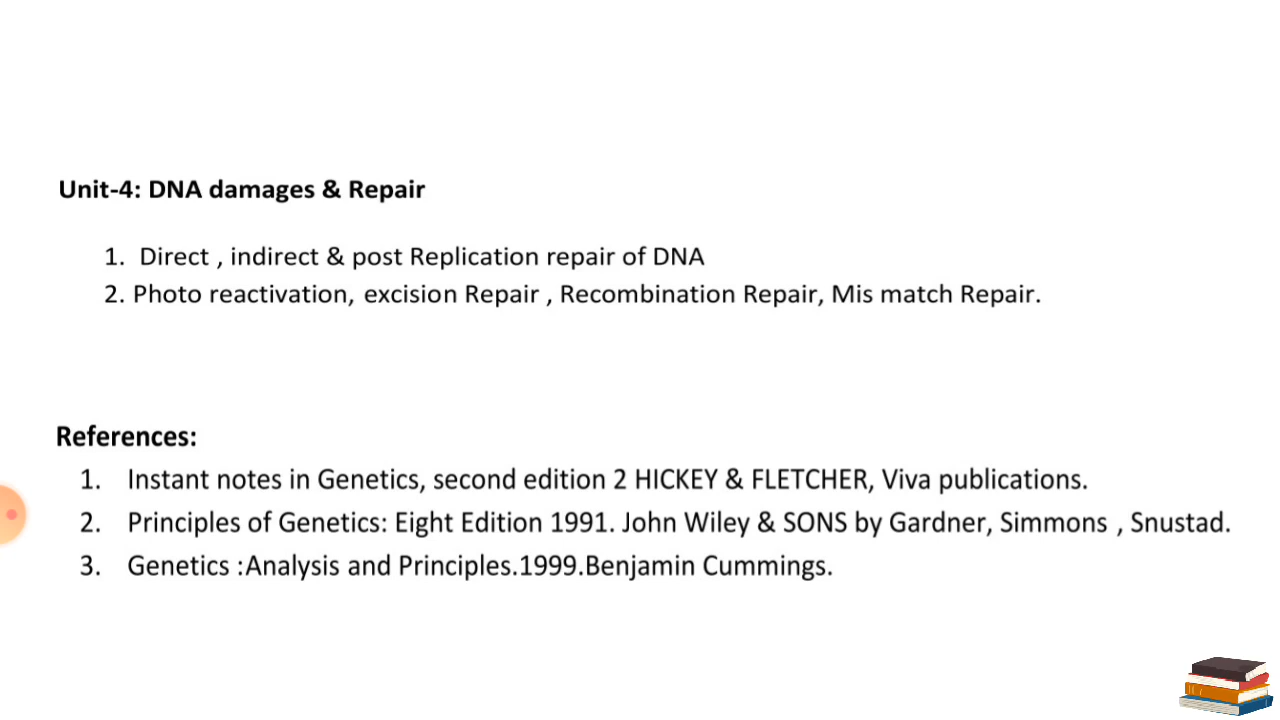 Unit-4: DNA damages & Repair
1. Direct , indirect & post Replication repair of DNA
2. Photo reactivation, excision Repair , Recombination Repair, Mis match Repair.
References:
1. Instant notes in Genetics, second edition 2 HICKEY & FLETCHER, Viva publications.
2. Principles of Genetics: Eight Edition 1991. John Wiley & SONS by Gardner, Simmons , Snustad.
3. Genetics :Analysis and Principles.1999.Benjamin Cummings.